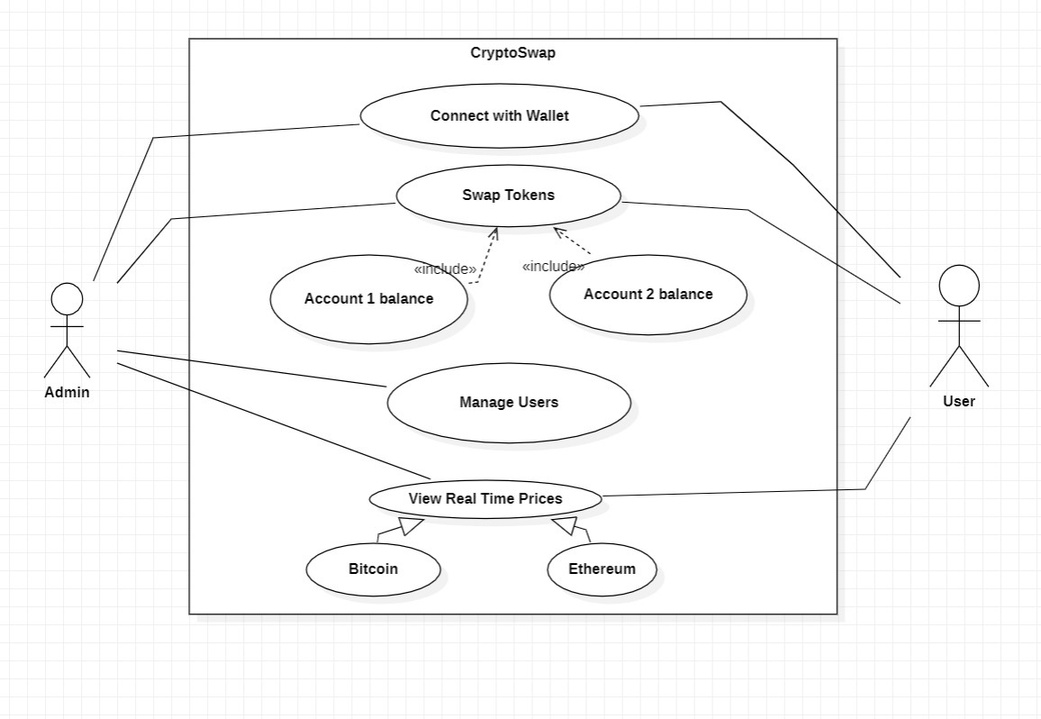 CryptoSwap
Connect with Wallet
Swap Tokens
«include»
«include»
Account 1 balance
Account 2 balance
Admin
User
Manage Users
View Real Time Prices
Bitcoin
Ethereum